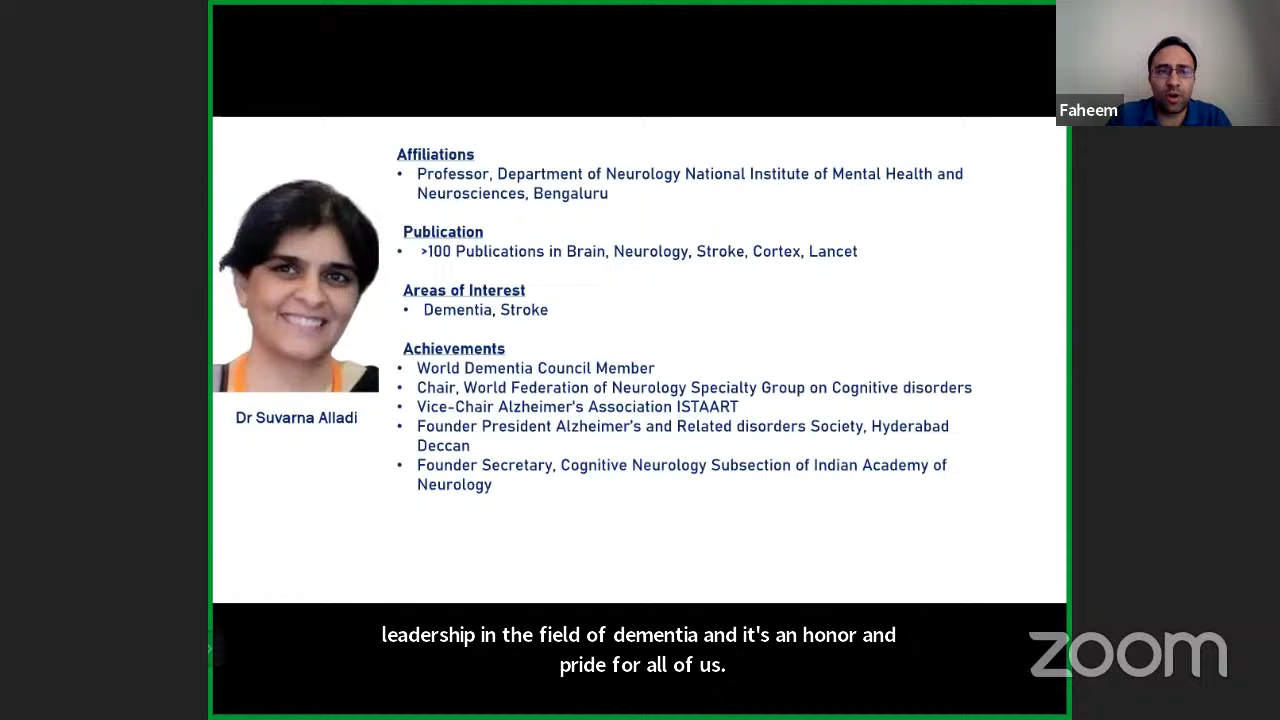 Faheem
Affiliations
• Professor, Department of Neurology National Institute of Mental Health and
Neurosciences, Bengaluru
Publication
• >100 Publications in Brain, Neurology, Stroke, Cortex, Lancet
Areas of Interest
• Dementia, Stroke
Achievements
• World Dementia Council Member
• Chair, World Federation of Neurology Specialty Group on Cognitive disorders
• Vice-Chair Alzheimer's Association ISTAART
• Founder President Alzheimer's and Related disorders Society, Hyderabad
Deccan
• Founder Secretary, Cognitive Neurology Subsection of Indian Academy of
Neurology
Dr Suvarna Alladi
leadership in the field of dementia and it's an honor and
pride for all of us.
zoom